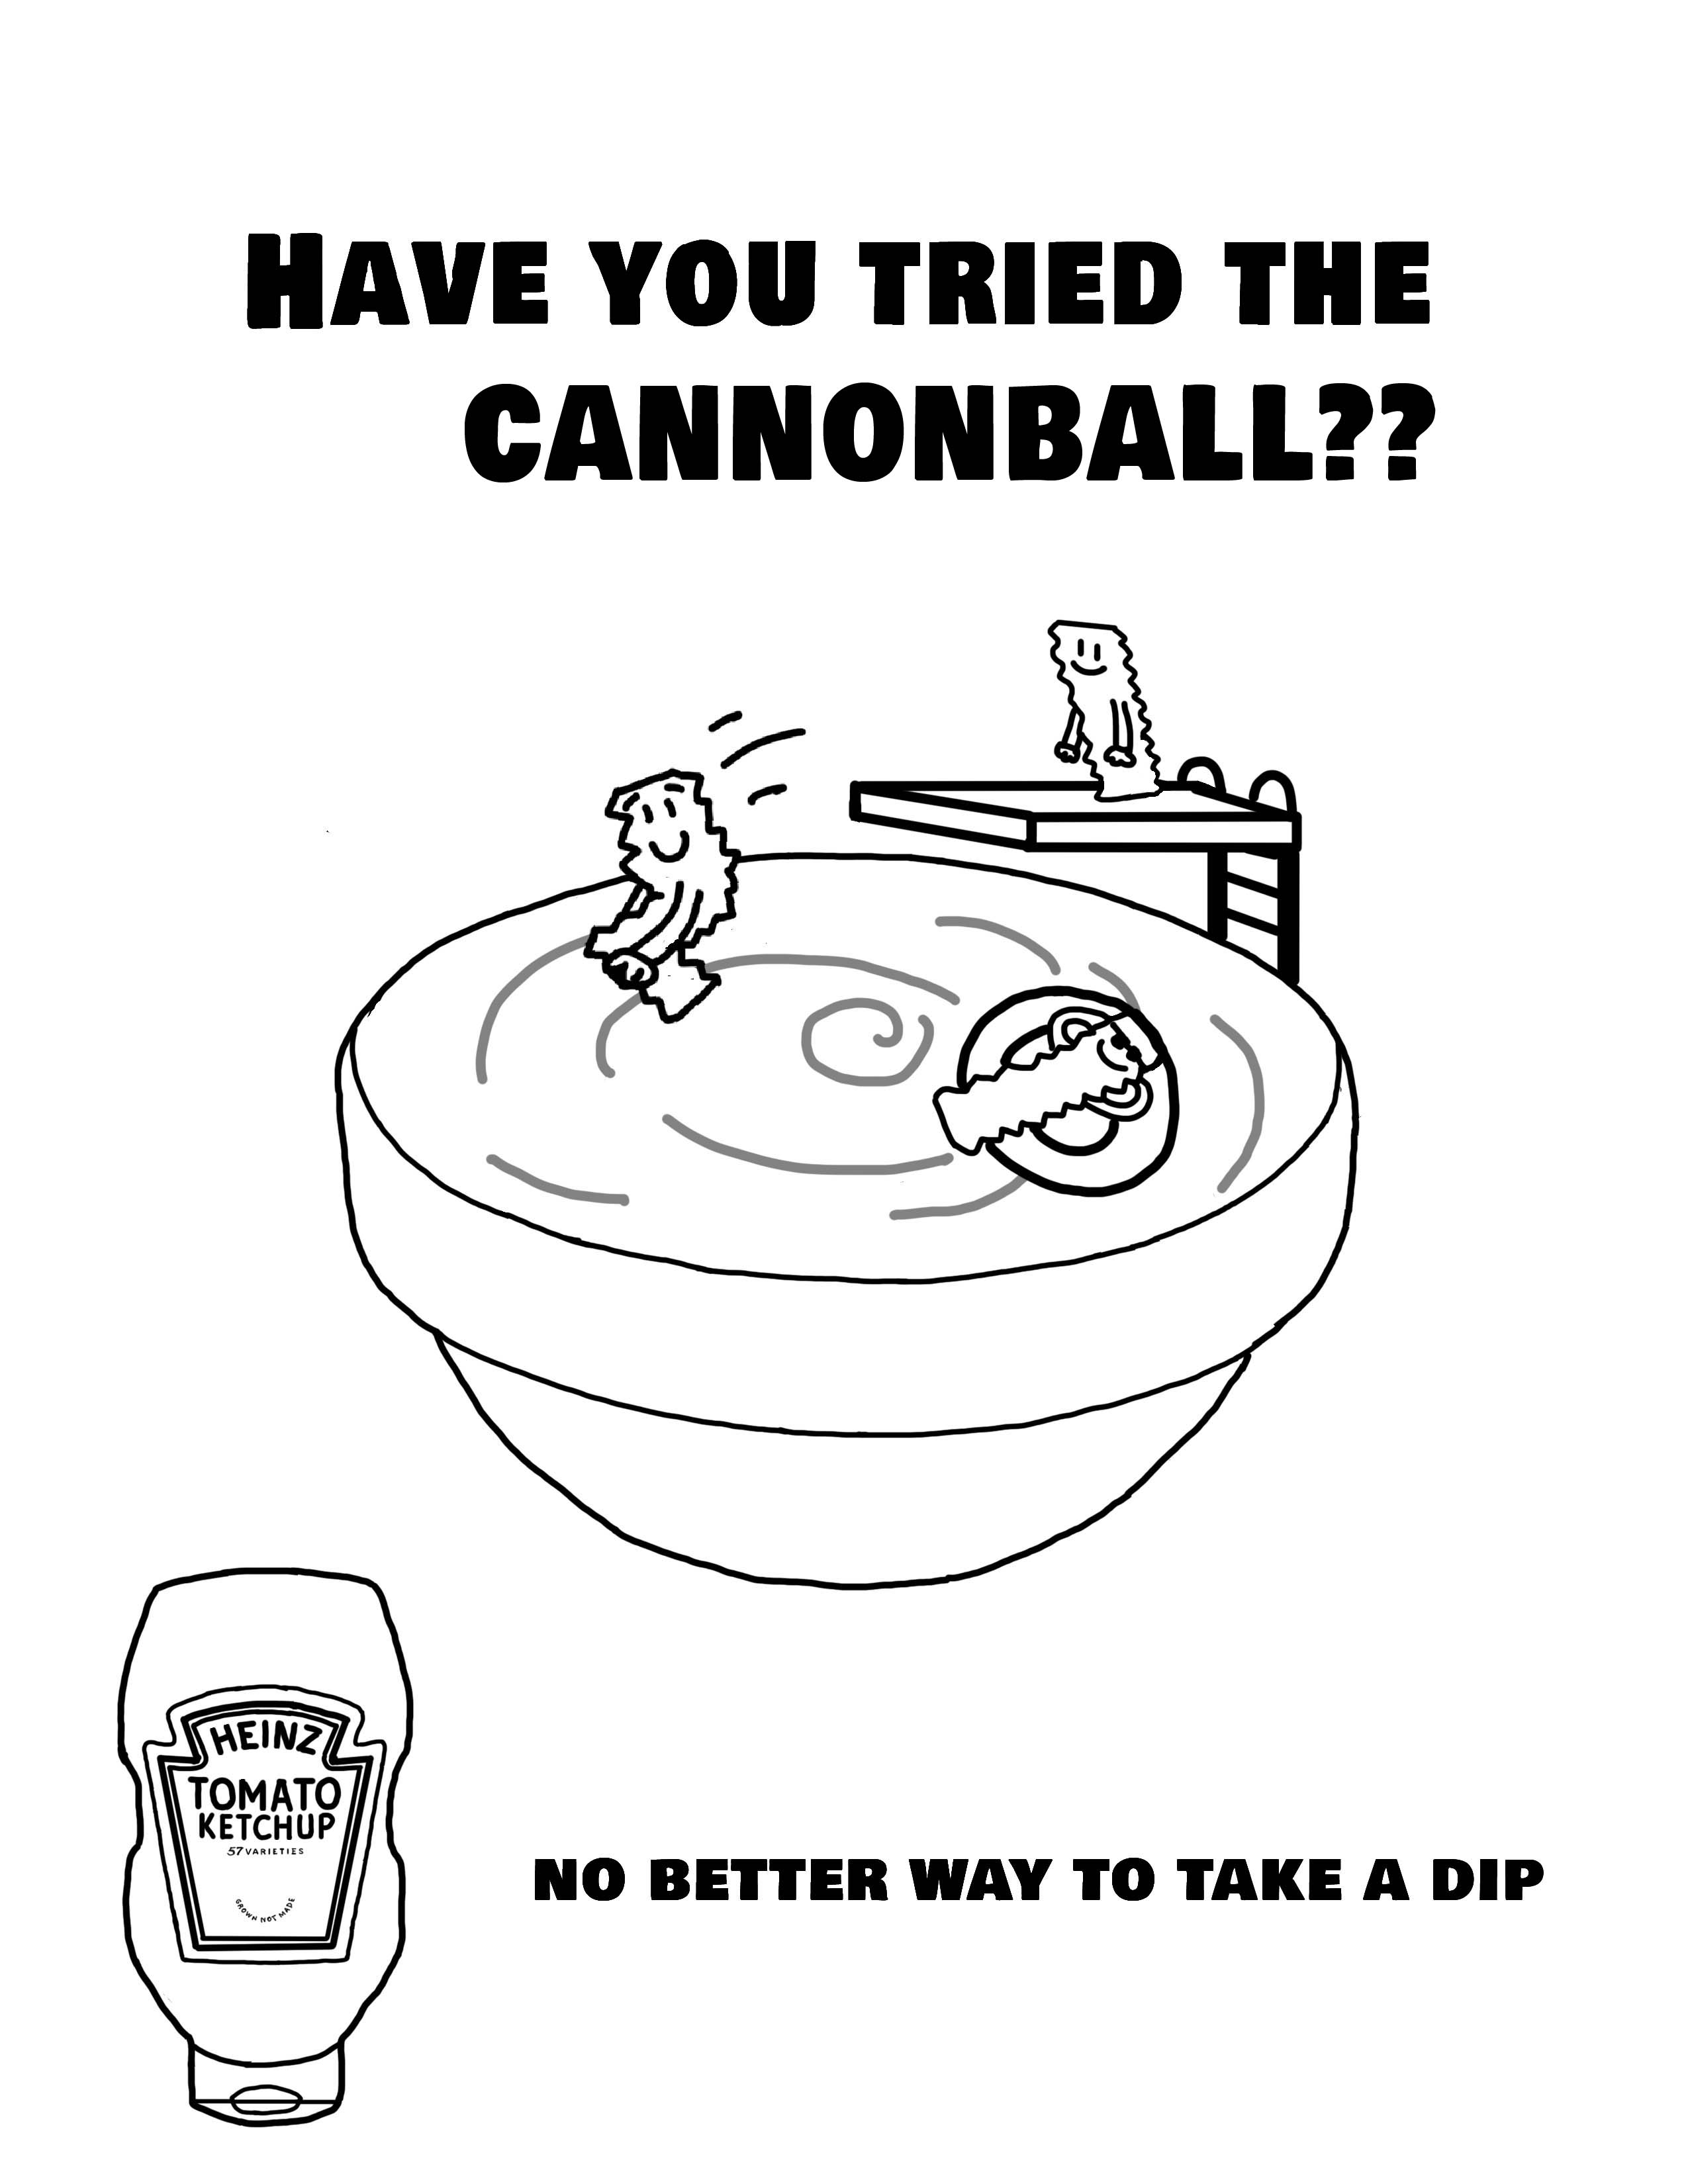 HAVE YOU TRIED THE
CANNONBALL??
HEINZ
TOMATO
KETCHUP
57 VARIETIES
GROWN NOT MADE
NO BETTER WAY TO TAKE A DIP